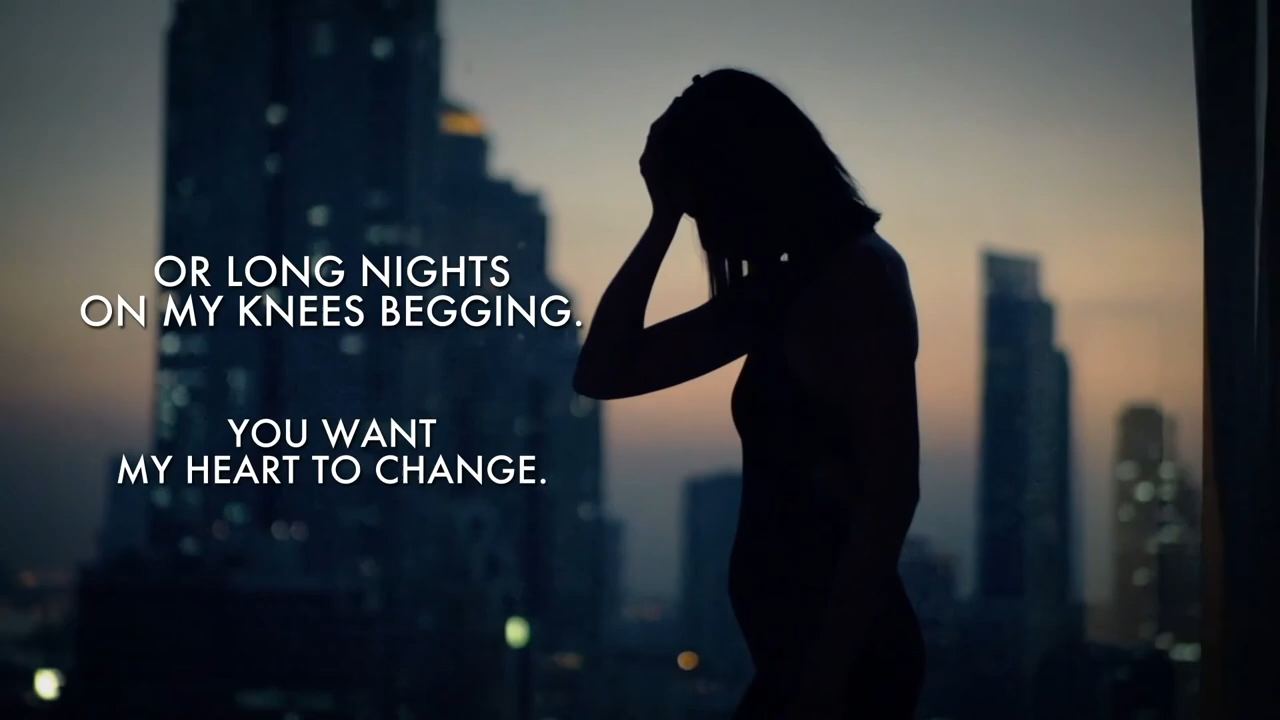 OR LONG NIGHTS
ON MY KNEES BEGGING.
YOU WANT
MY HEART TO CHANGE.